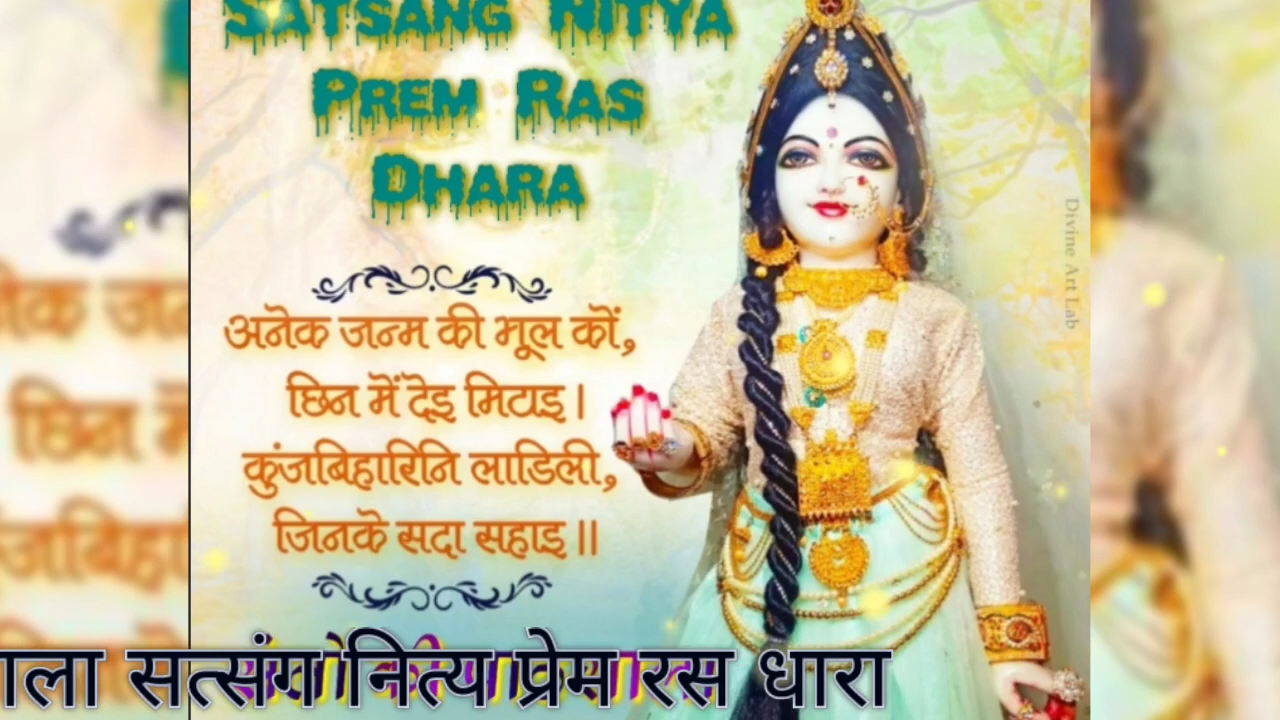 SATSANG NITYA
PREM RAS
DHARA
अनेक जन्म की भूल कों,
छिन में देइ मिटाइ।
कुंजबिहारिनि लाडिली,
जिनके सदा सहाइ॥
Divine Art Lab
सत्संग नित्य प्रेम रस धारा